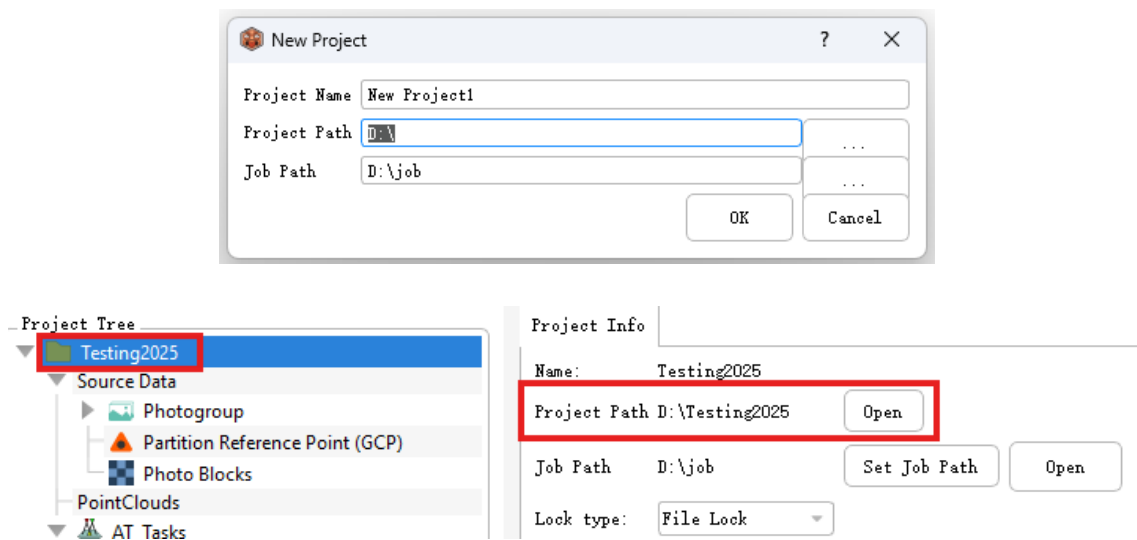 New Project ?
Project Name New Project1
Project Path D:\ ...
Job Path D:\job ...
OK Cancel
Project Tree
Testing2025
Source Data
Photogroup
Partition Reference Point (GCP)
Photo Blocks
PointClouds
AT Tasks
Project Info
Name: Testing2025
Project Path D:\Testing2025 Open
Job Path D:\job Set Job Path Open
Lock type: File Lock